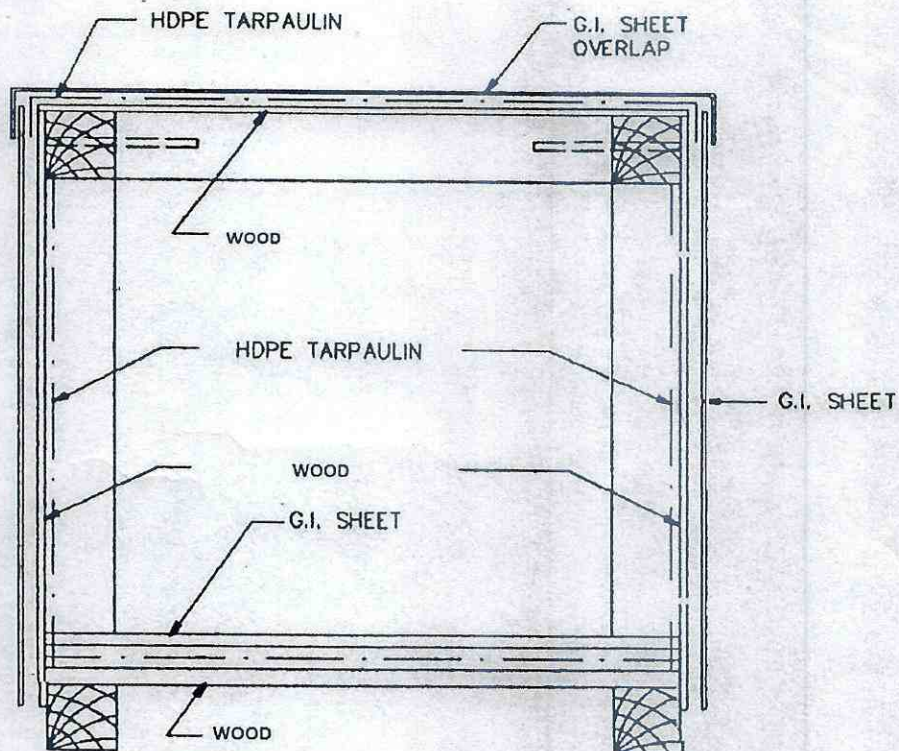 HDPE TARPAULIN
G.I. SHEET
OVERLAP
WOOD
HDPE TARPAULIN
G.I. SHEET
WOOD
G.I. SHEET
WOOD